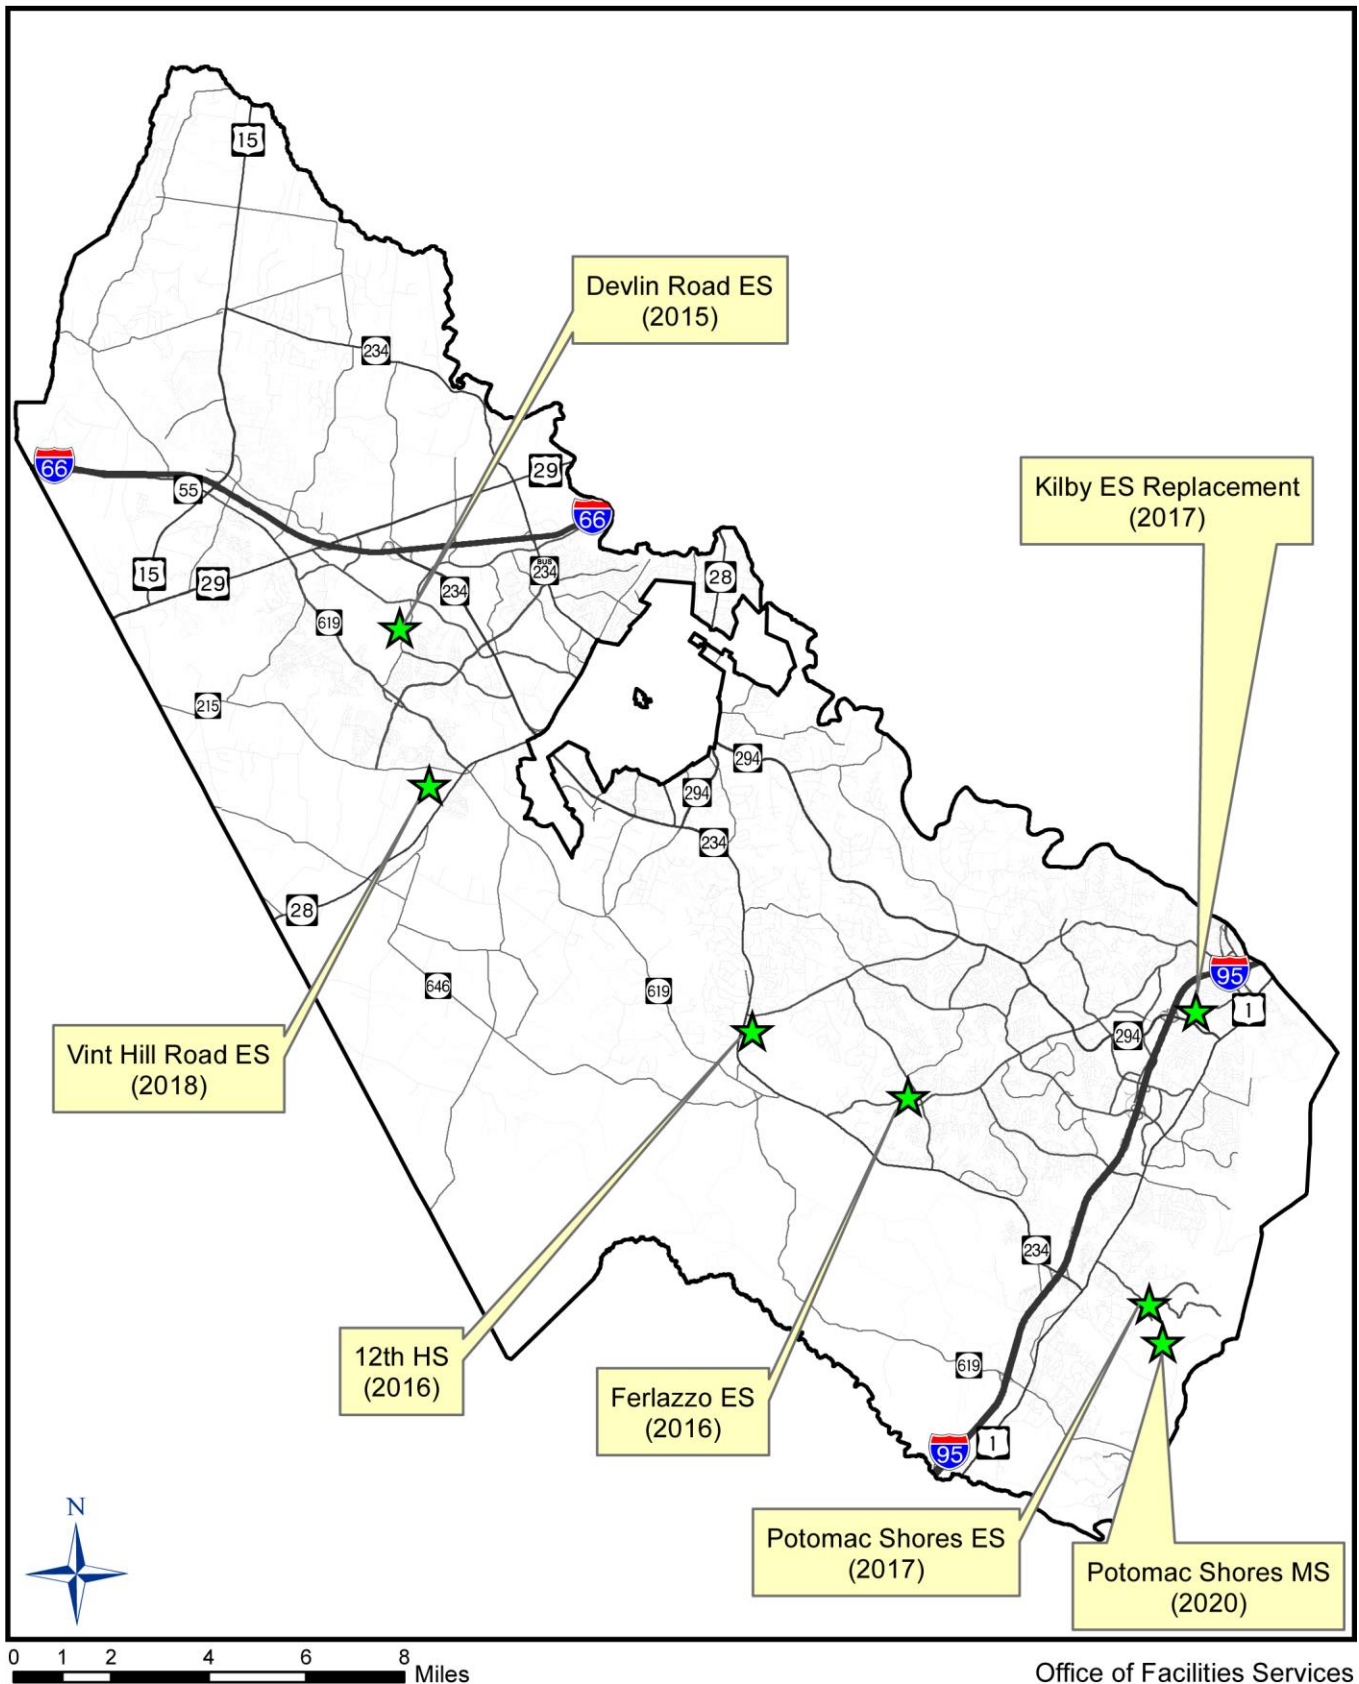 15
Devlin Road ES
(2015)
234
Kilby ES Replacement
(2017)
66
29
55
66
15
29
BUS
234
234
28
619
215
294
294
234
28
646
619
95
1
294
Vint Hill Road ES
(2018)
234
12th HS
(2016)
Ferlazzo ES
(2016)
619
95
1
Potomac Shores ES
(2017)
Potomac Shores MS
(2020)
N
0 1 2 4 6 8
Miles
Office of Facilities Services